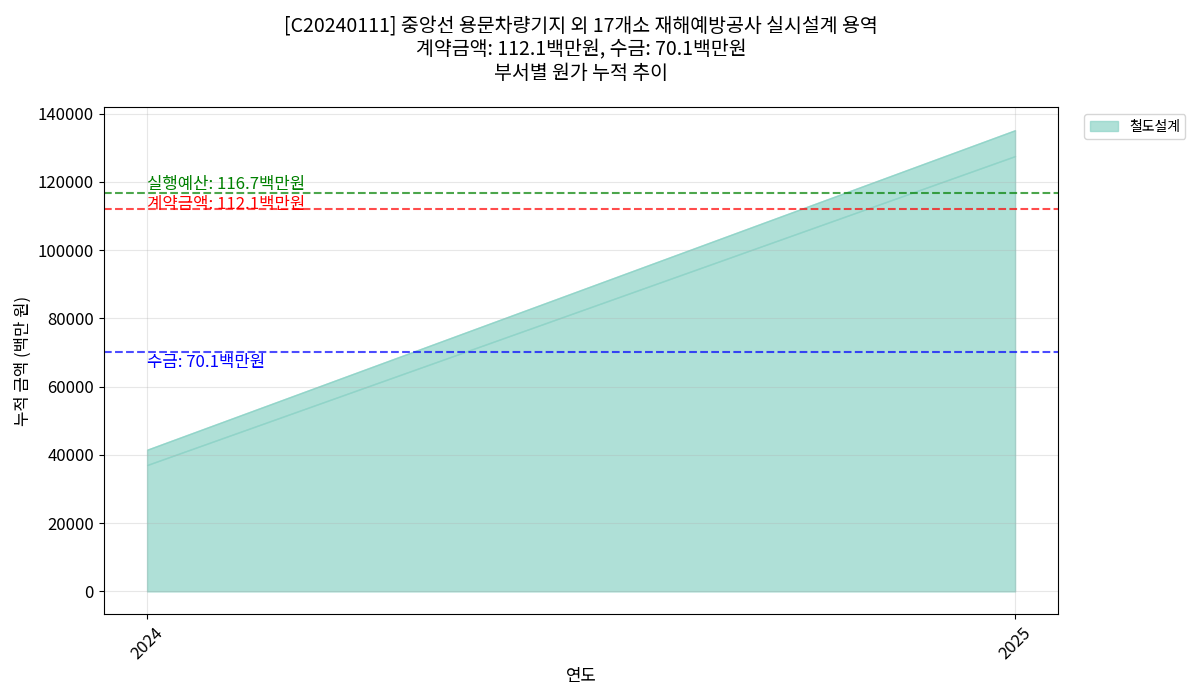 [C20240111] 중앙선 용문차량기지 외 17개소 재해예방공사 실시설계 용역
계약금액: 112.1백만원, 수금: 70.1백만원
부서별 원가 누적 추이
140000
120000
100000
80000
60000
40000
20000
0
누적 금액 (백만 원)
실행예산: 116.7백만원
계약금액: 112.1백만원
수금: 70.1백만원
철도설계
2024
2025
연도